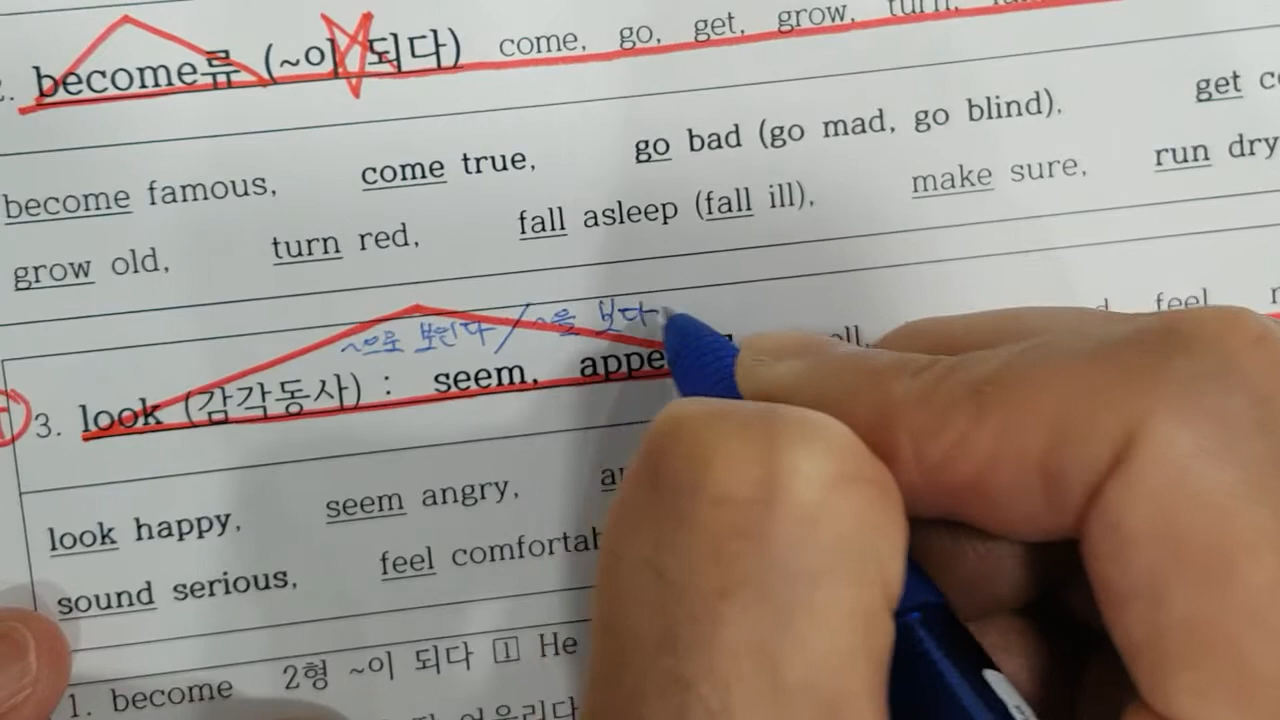 become류 (~이 되다) come, go, get, grow, turn,
become famous, come true, go bad (go mad, go blind), get
grow old, turn red, fall asleep (fall ill), make sure, run dry
~으로 보인다 / ~을 보다
feel
3. look (감각동사) : seem,
look happy, seem angry,
sound serious, feel
1. become 2형 ~이 되다 1 He